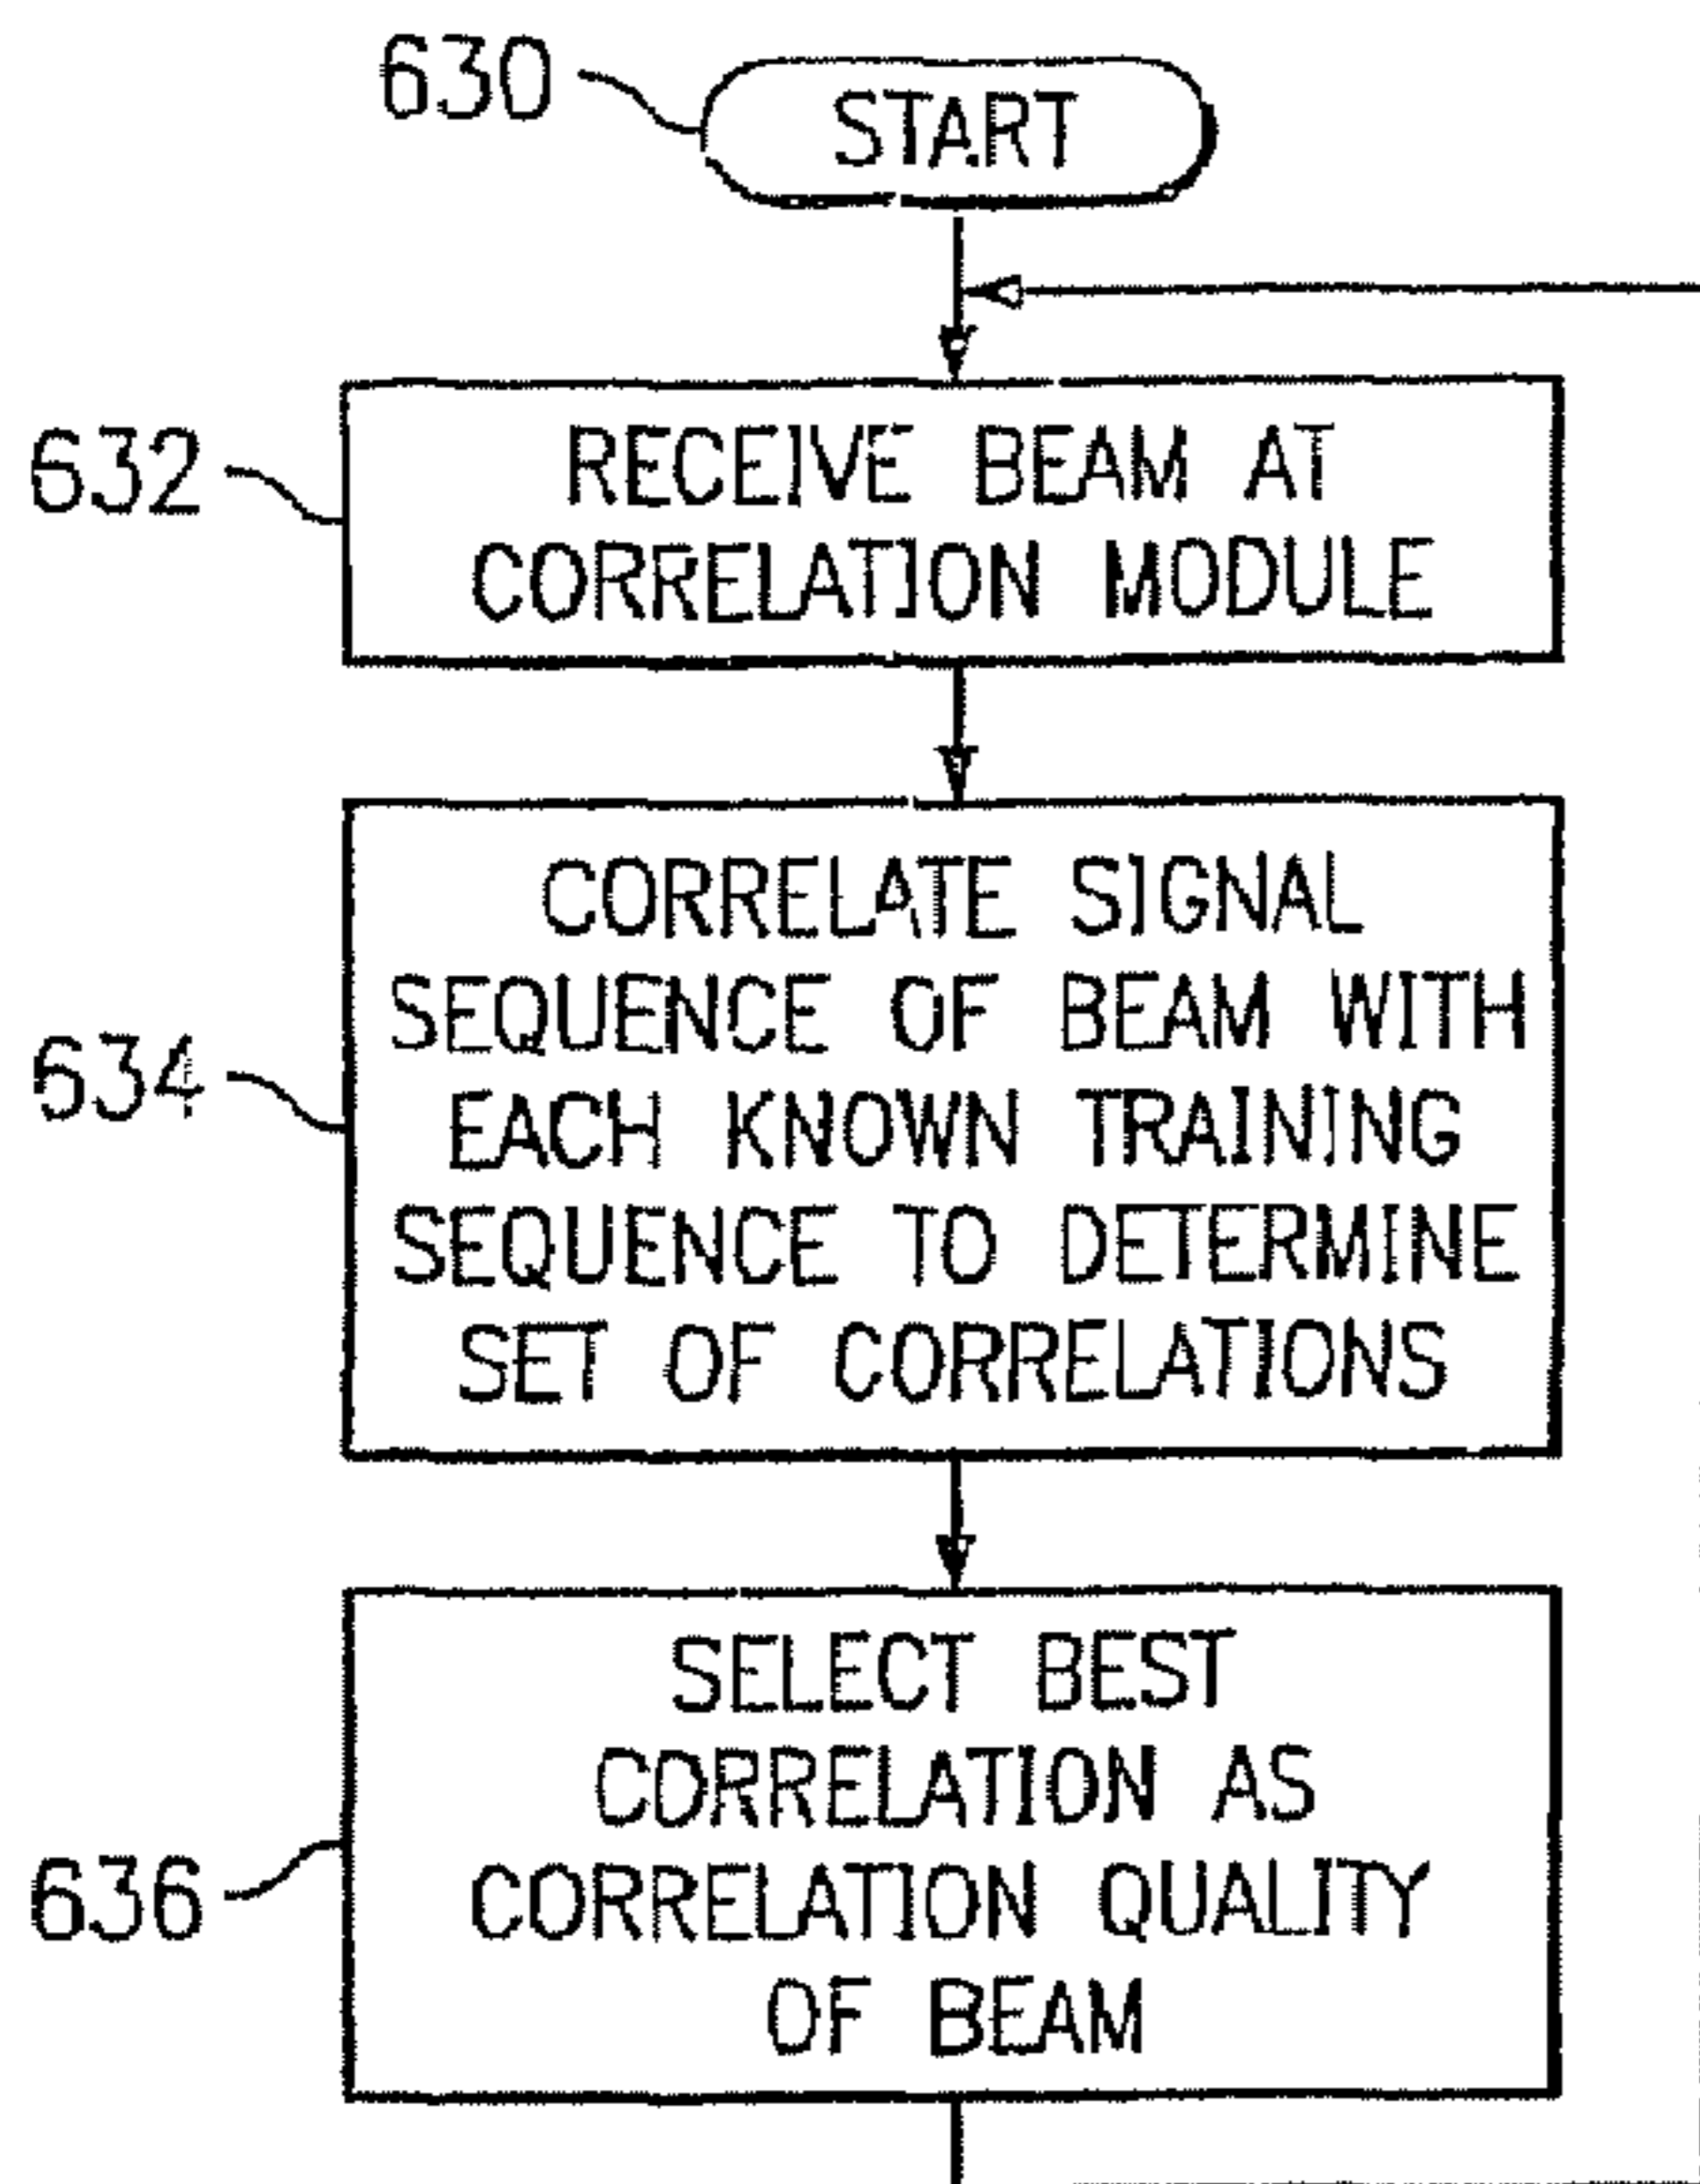 630
START
632
RECEIVE BEAM AT
CORRELATION MODULE
634
CORRELATE SIGNAL
SEQUENCE OF BEAM WITH
EACH KNOWN TRAINING
SEQUENCE TO DETERMINE
SET OF CORRELATIONS
636
SELECT BEST
CORRELATION AS
CORRELATION QUALITY
OF BEAM